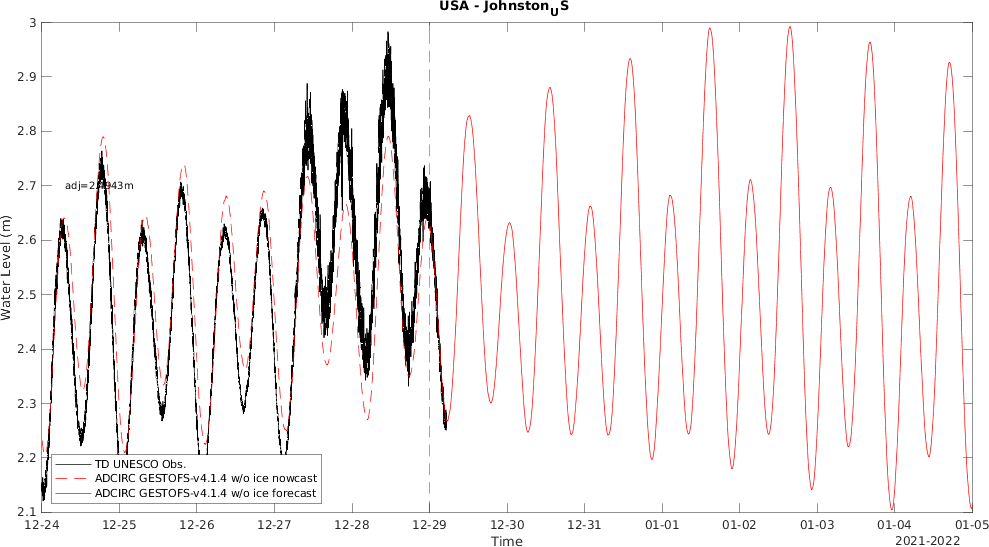 USA - Johnston_US
3
2.9
2.8
2.7
2.6
2.5
2.4
2.3
2.2
2.1
Water Level (m)
TD UNESCO Obs.
ADCIRC GESTOFS-v4.1.4 w/o ice nowcast
ADCIRC GESTOFS-v4.1.4 w/o ice forecast
12-24 12-25 12-26 12-27 12-28 12-29 12-30 12-31 01-01 01-02 01-03 01-04 01-05
Time
2021-2022